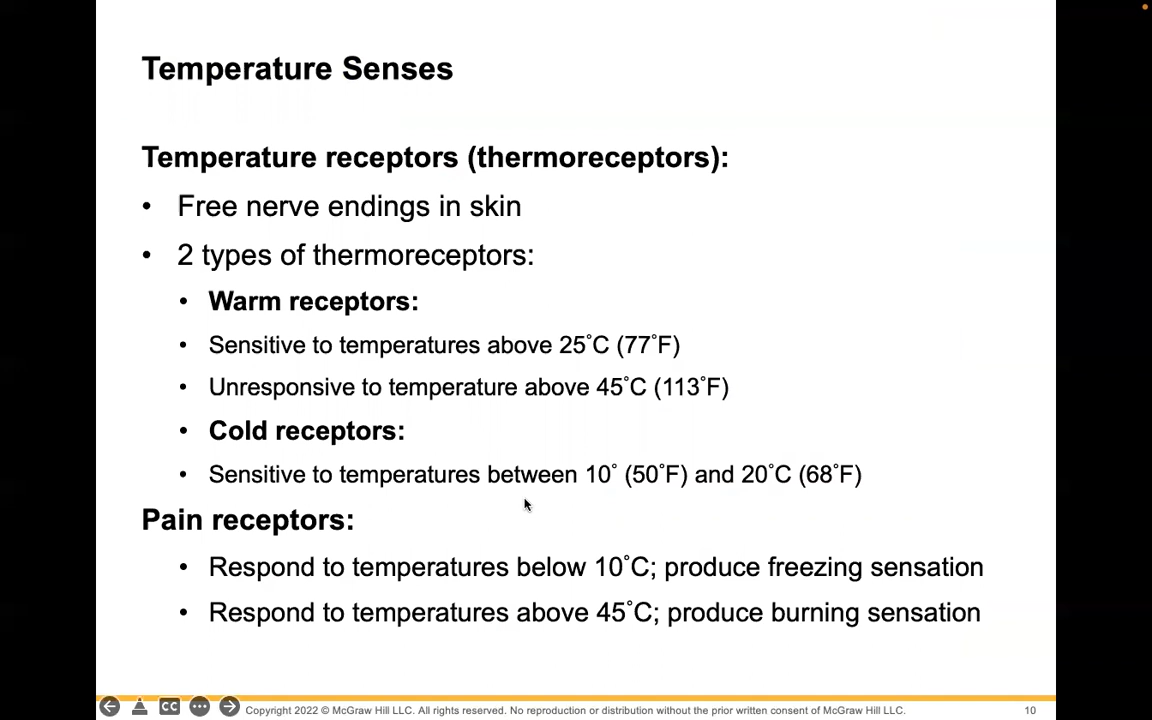 Temperature Senses
Temperature receptors (thermoreceptors):
• Free nerve endings in skin
• 2 types of thermoreceptors:
• Warm receptors:
• Sensitive to temperatures above 25˚C (77˚F)
• Unresponsive to temperature above 45˚C (113˚F)
• Cold receptors:
• Sensitive to temperatures between 10˚ (50˚F) and 20˚C (68˚F)
Pain receptors:
• Respond to temperatures below 10˚C; produce freezing sensation
• Respond to temperatures above 45˚C; produce burning sensation
CC Copyright 2022 © McGraw Hill LLC. All rights reserved. No reproduction or distribution without the prior written consent of McGraw Hill LLC. 10